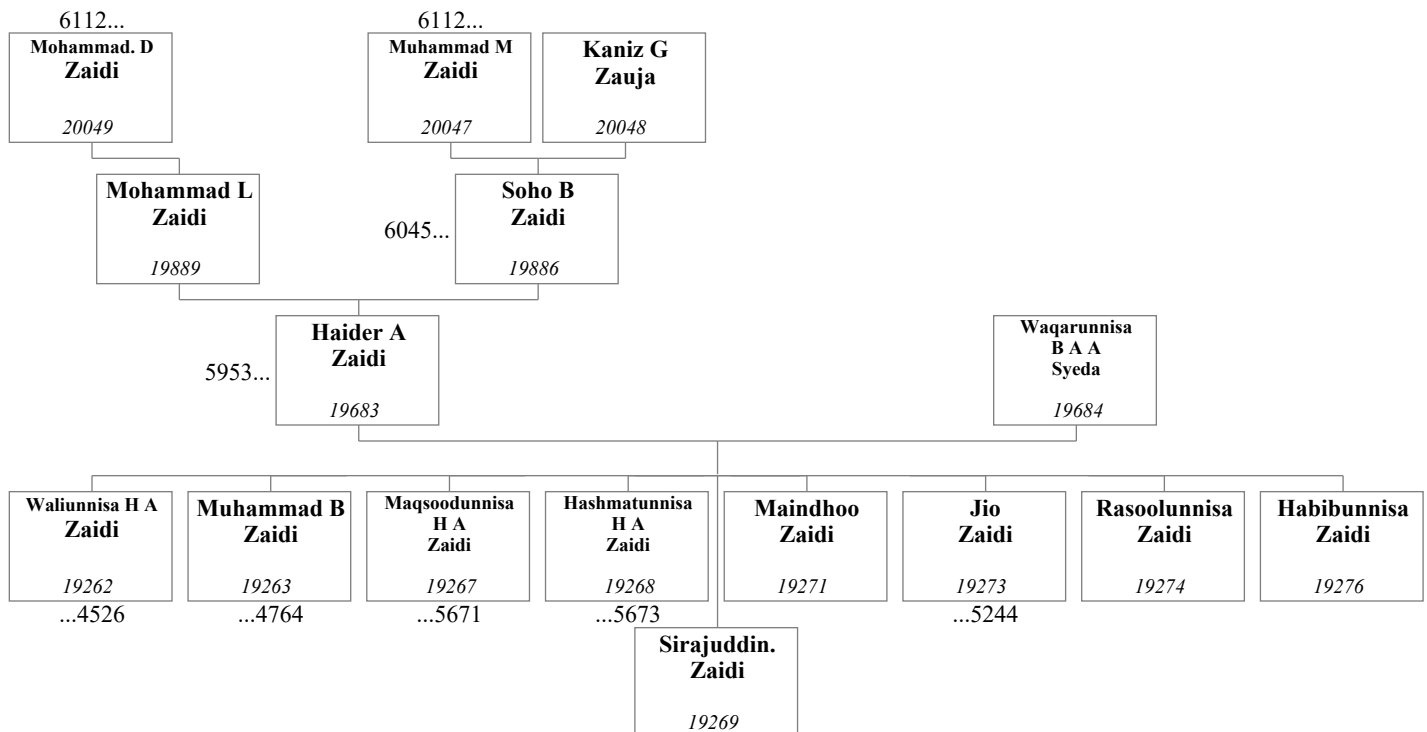 6112...
Mohammad. D
Zaidi
20049
6112...
Muhammad M
Zaidi
20047
Kaniz G
Zauja
20048
Mohammad L
Zaidi
19889
6045...
Soho B
Zaidi
19886
5953...
Haider A
Zaidi
19683
Waqarunnisa
B A A
Syeda
19684
Waliunnisa H A
Zaidi
19262
...4526
Muhammad B
Zaidi
19263
...4764
Maqsoodunnisa
H A
Zaidi
19267
...5671
Hashmatunnisa
H A
Zaidi
19268
...5673
Maindhoo
Zaidi
19271
Jio
Zaidi
19273
...5244
Rasoolunnisa
Zaidi
19274
Habibunnisa
Zaidi
19276
Sirajuddin.
Zaidi
19269